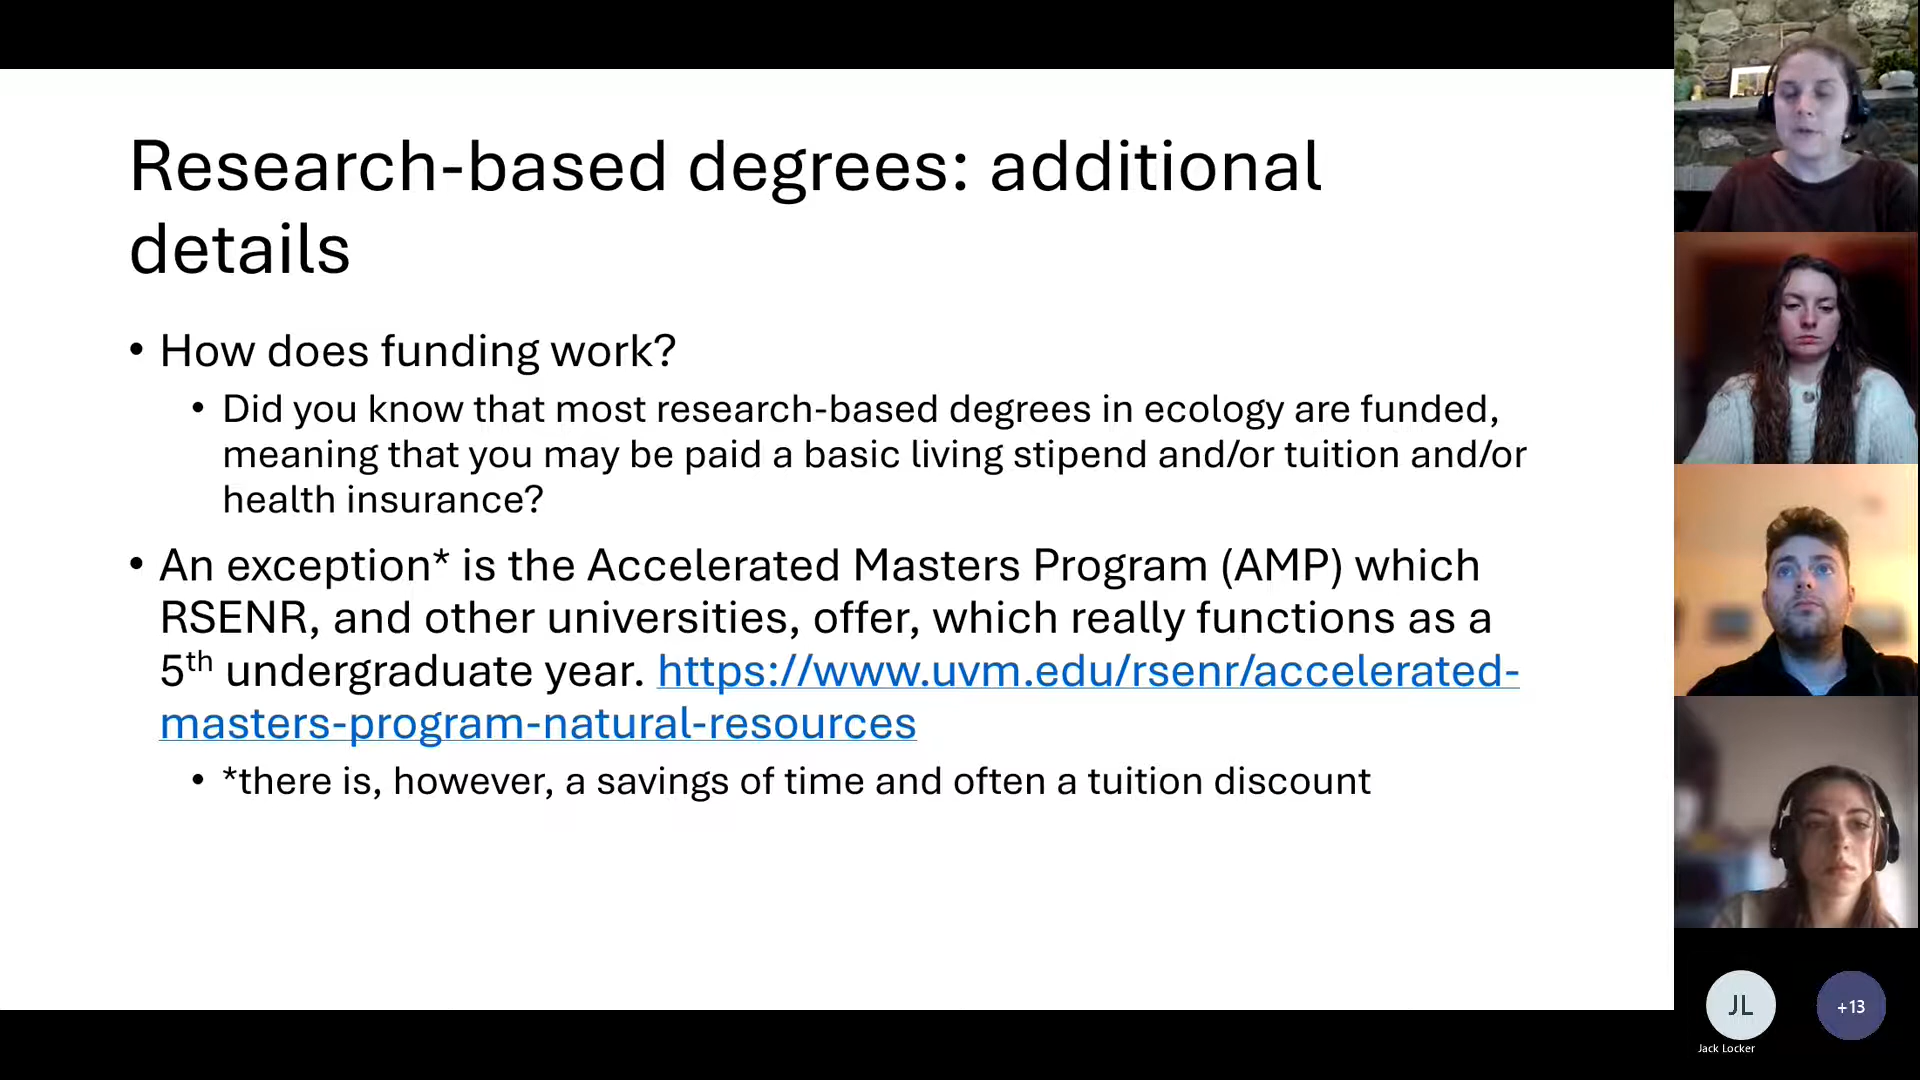 Research-based degrees: additional
details
• How does funding work?
• Did you know that most research-based degrees in ecology are funded,
meaning that you may be paid a basic living stipend and/or tuition and/or
health insurance?
• An exception* is the Accelerated Masters Program (AMP) which
RSENR, and other universities, offer, which really functions as a
5th undergraduate year. https://www.uvm.edu/rsenr/accelerated-
masters-program-natural-resources
• *there is, however, a savings of time and often a tuition discount
JL
+13
Jack Locker